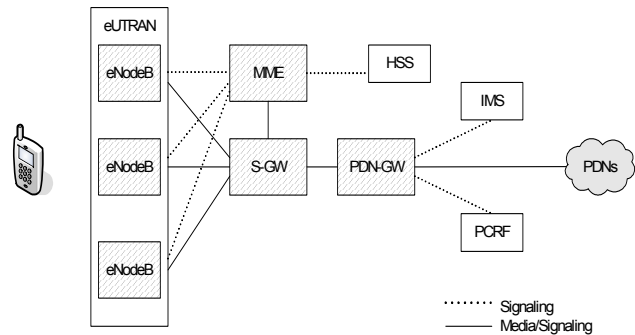 eUTRAN
eNodeB
MME
HSS
IMS
eNodeB
S-GW
PDN-GW
PDNs
PCRF
eNodeB
Signaling
Media/Signaling